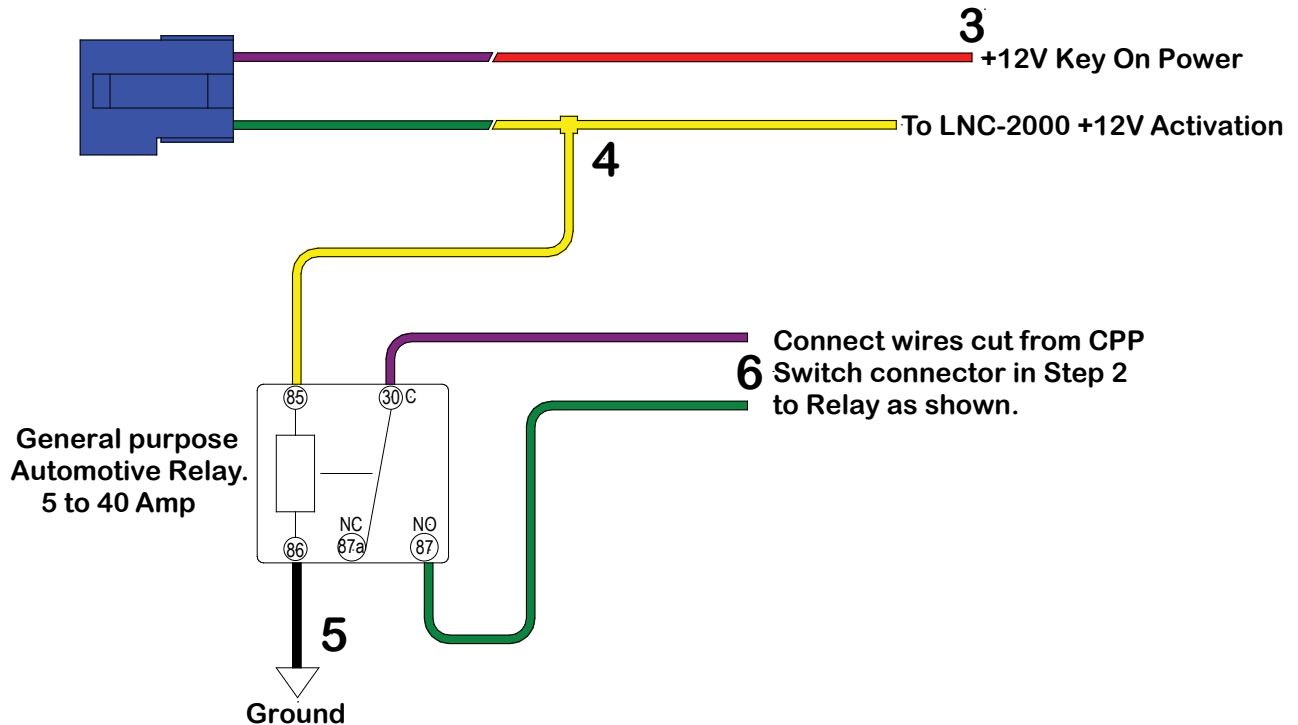 3
+12V Key On Power
To LNC-2000 +12V Activation
4
Connect wires cut from CPP
6 Switch connector in Step 2
to Relay as shown.
85
30 C
General purpose
Automotive Relay.
5 to 40 Amp
NC
NO
86
87a
87
5
Ground